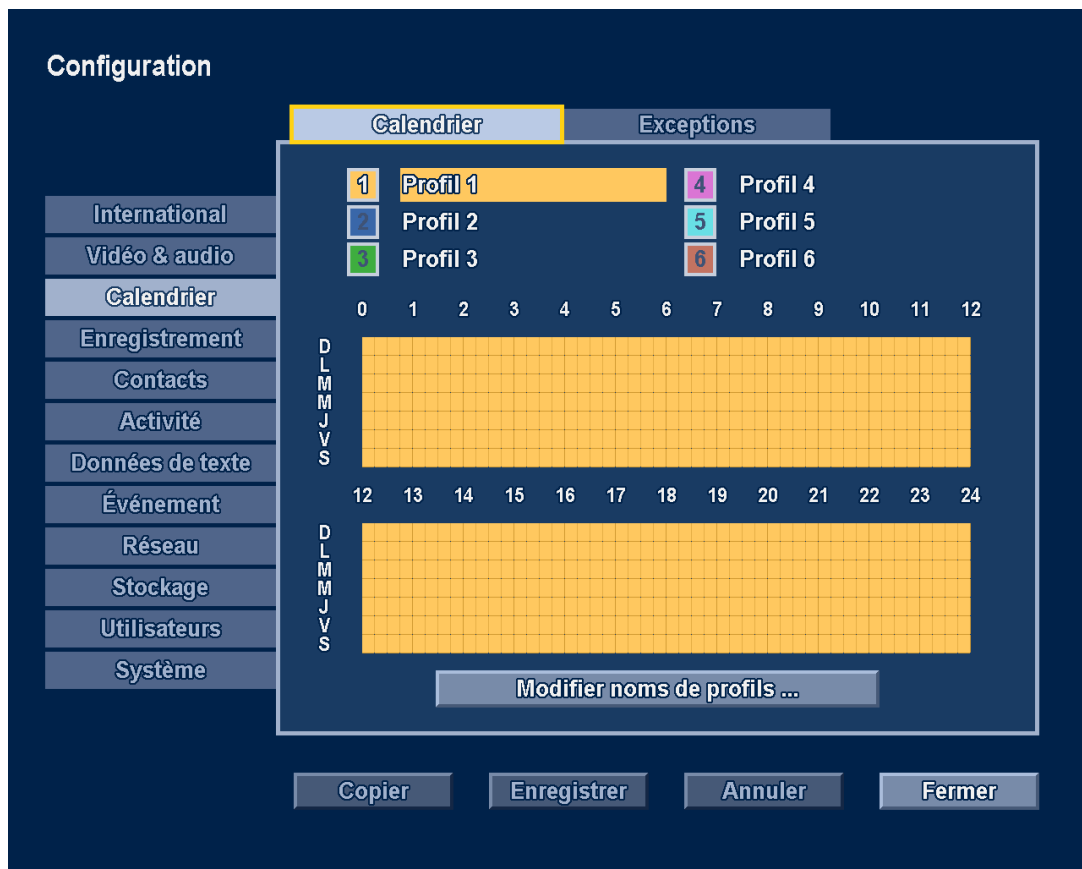 Configuration
Calendrier Exceptions
1 Profil 1 4 Profil 4
2 Profil 2 5 Profil 5
3 Profil 3 6 Profil 6
International
Vidéo & audio
Calendrier
Enregistrement
Contacts
Activité
Données de texte
Événement
Réseau
Stockage
Utilisateurs
Système
0 1 2 3 4 5 6 7 8 9 10 11 12
D
L
M
M
J
V
S
12 13 14 15 16 17 18 19 20 21 22 23 24
D
L
M
M
J
V
S
Modifier noms de profils ...
Copier Enregistrer Annuler Fermer